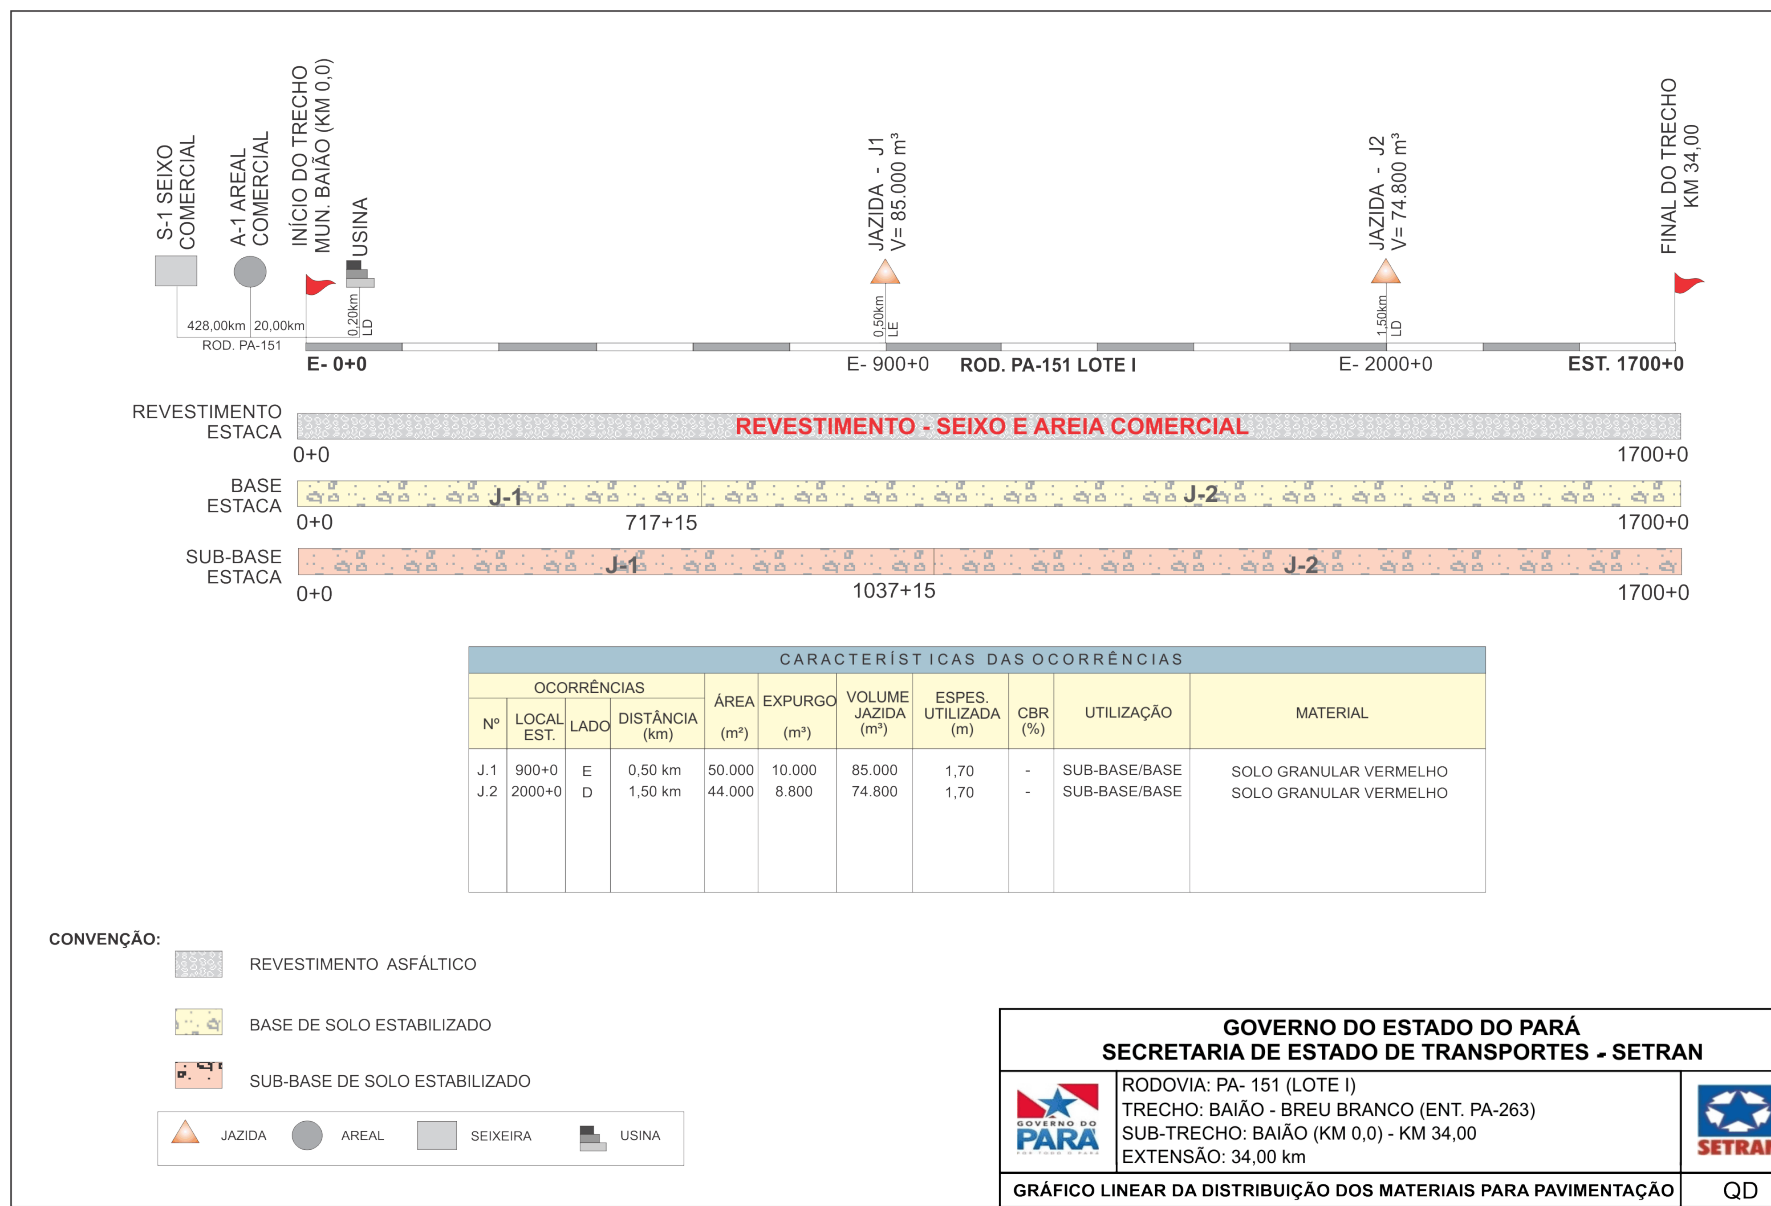 S-1 SEIXO
COMERCIAL
A-1 AREAL
COMERCIAL
INÍCIO DO TRECHO
MUN. BAIÃO (KM 0,0)
USINA
JAZIDA - J1
V= 85.000 m³
JAZIDA - J2
V= 74.800 m³
FINAL DO TRECHO
KM 34,00
428,00km
20,00km
0,20km
LD
0,50km
LE
1,50km
LD
ROD. PA-151
E- 0+0
E- 900+0
ROD. PA-151 LOTE I
E- 2000+0
EST. 1700+0
REVESTIMENTO
ESTACA
REVESTIMENTO - SEIXO E AREIA COMERCIAL
0+0
1700+0
BASE
ESTACA
J-1
J-2
0+0
717+15
1700+0
SUB-BASE
ESTACA
J-1
J-2
0+0
1037+15
1700+0
CARACTERÍSTICAS DAS OCORRÊNCIAS
OCORRÊNCIAS
Nº
LOCAL
EST.
LADO
DISTÂNCIA
(km)
ÁREA
(m²)
EXPURGO
(m³)
VOLUME
JAZIDA
(m³)
ESPES.
UTILIZADA
(m)
CBR
(%)
UTILIZAÇÃO
MATERIAL
J.1 900+0 E 0,50 km 50.000 10.000 85.000 1,70 - SUB-BASE/BASE SOLO GRANULAR VERMELHO
J.2 2000+0 D 1,50 km 44.000 8.800 74.800 1,70 - SUB-BASE/BASE SOLO GRANULAR VERMELHO
CONVENÇÃO:
REVESTIMENTO ASFÁLTICO
BASE DE SOLO ESTABILIZADO
SUB-BASE DE SOLO ESTABILIZADO
JAZIDA
AREAL
SEIXEIRA
USINA
GOVERNO DO ESTADO DO PARÁ
SECRETARIA DE ESTADO DE TRANSPORTES - SETRAN
GOVERNO DO
PARÁ
POR TODO O PARÁ
RODOVIA: PA- 151 (LOTE I)
TRECHO: BAIÃO - BREU BRANCO (ENT. PA-263)
SUB-TRECHO: BAIÃO (KM 0,0) - KM 34,00
EXTENSÃO: 34,00 km
SETRAN
GRÁFICO LINEAR DA DISTRIBUIÇÃO DOS MATERIAIS PARA PAVIMENTAÇÃO
QD